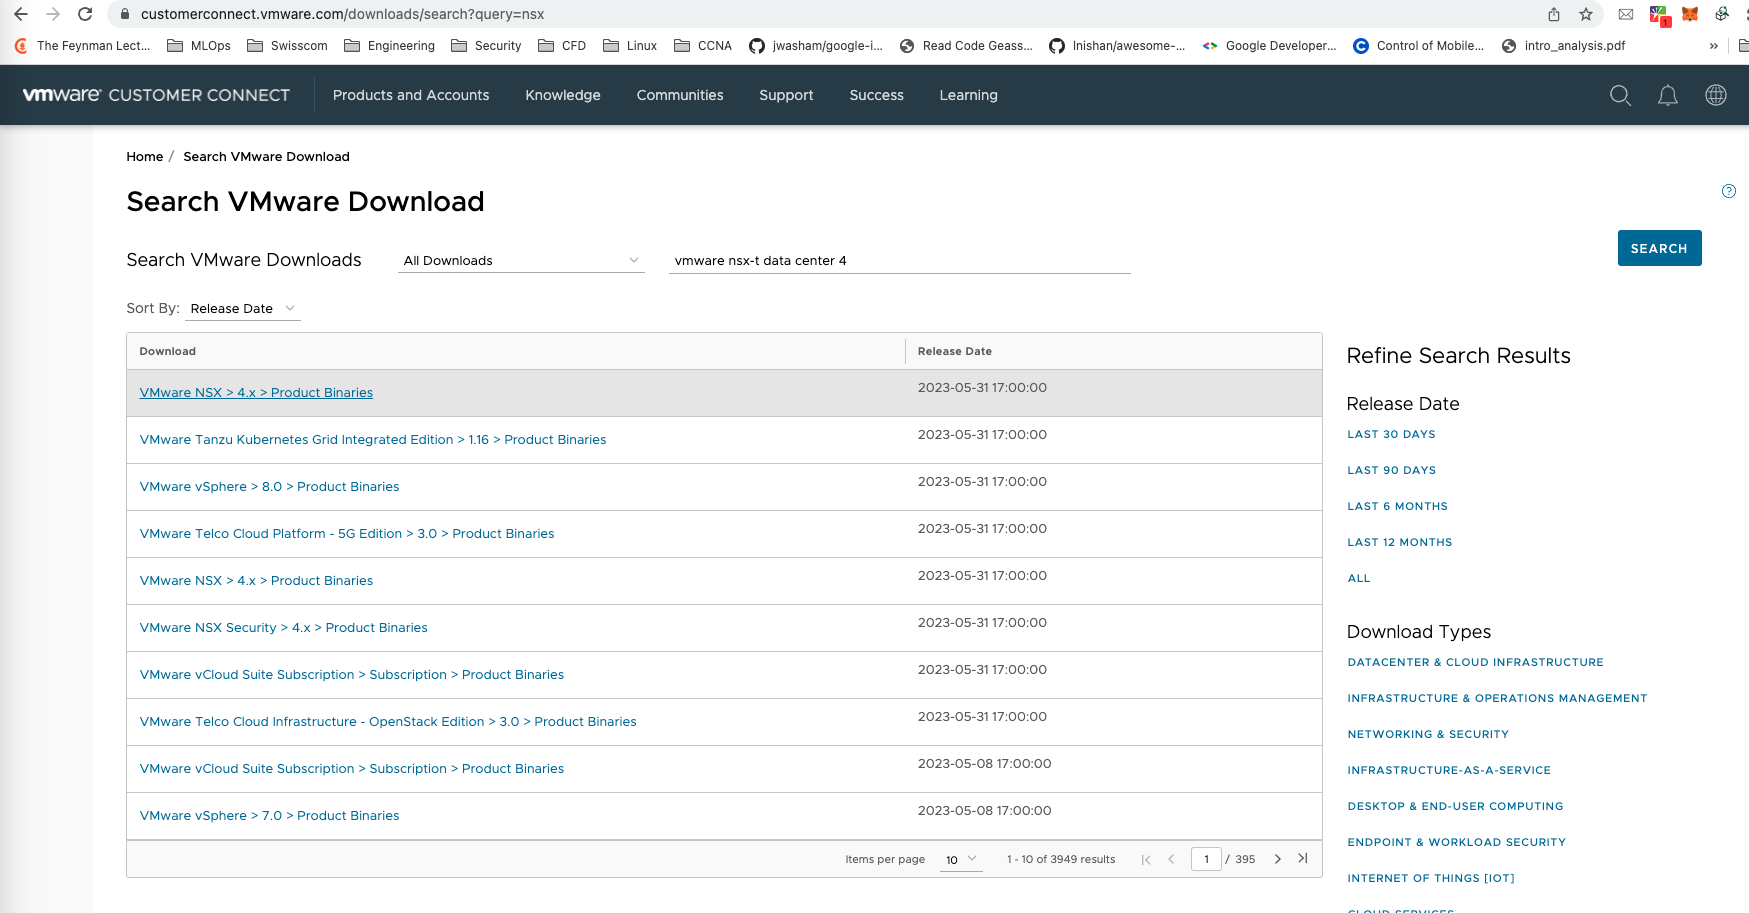 customerconnect.vmware.com/downloads/search?query=nsx
The Feynman Lect... MLOps Swisscom Engineering Security CFD Linux CCNA jwasham/google-i... Read Code Geass... Inishan/awesome-... Google Developer... Control of Mobile... intro_analysis.pdf »
1
vmware® CUSTOMER CONNECT Products and Accounts Knowledge Communities Support Success Learning
Home / Search VMware Download
Search VMware Download
Search VMware Downloads All Downloads vmware nsx-t data center 4 SEARCH
Sort By: Release Date
Download Release Date
VMware NSX > 4.x > Product Binaries 2023-05-31 17:00:00
VMware Tanzu Kubernetes Grid Integrated Edition > 1.16 > Product Binaries 2023-05-31 17:00:00
VMware vSphere > 8.0 > Product Binaries 2023-05-31 17:00:00
VMware Telco Cloud Platform - 5G Edition > 3.0 > Product Binaries 2023-05-31 17:00:00
VMware NSX > 4.x > Product Binaries 2023-05-31 17:00:00
VMware NSX Security > 4.x > Product Binaries 2023-05-31 17:00:00
VMware vCloud Suite Subscription > Subscription > Product Binaries 2023-05-31 17:00:00
VMware Telco Cloud Infrastructure - OpenStack Edition > 3.0 > Product Binaries 2023-05-31 17:00:00
VMware vCloud Suite Subscription > Subscription > Product Binaries 2023-05-08 17:00:00
VMware vSphere > 7.0 > Product Binaries 2023-05-08 17:00:00
Items per page 10 1 - 10 of 3949 results 1 / 395
Refine Search Results
Release Date
LAST 30 DAYS
LAST 90 DAYS
LAST 6 MONTHS
LAST 12 MONTHS
ALL
Download Types
DATACENTER & CLOUD INFRASTRUCTURE
INFRASTRUCTURE & OPERATIONS MANAGEMENT
NETWORKING & SECURITY
INFRASTRUCTURE-AS-A-SERVICE
DESKTOP & END-USER COMPUTING
ENDPOINT & WORKLOAD SECURITY
INTERNET OF THINGS [IOT]
CLOUD SERVICES